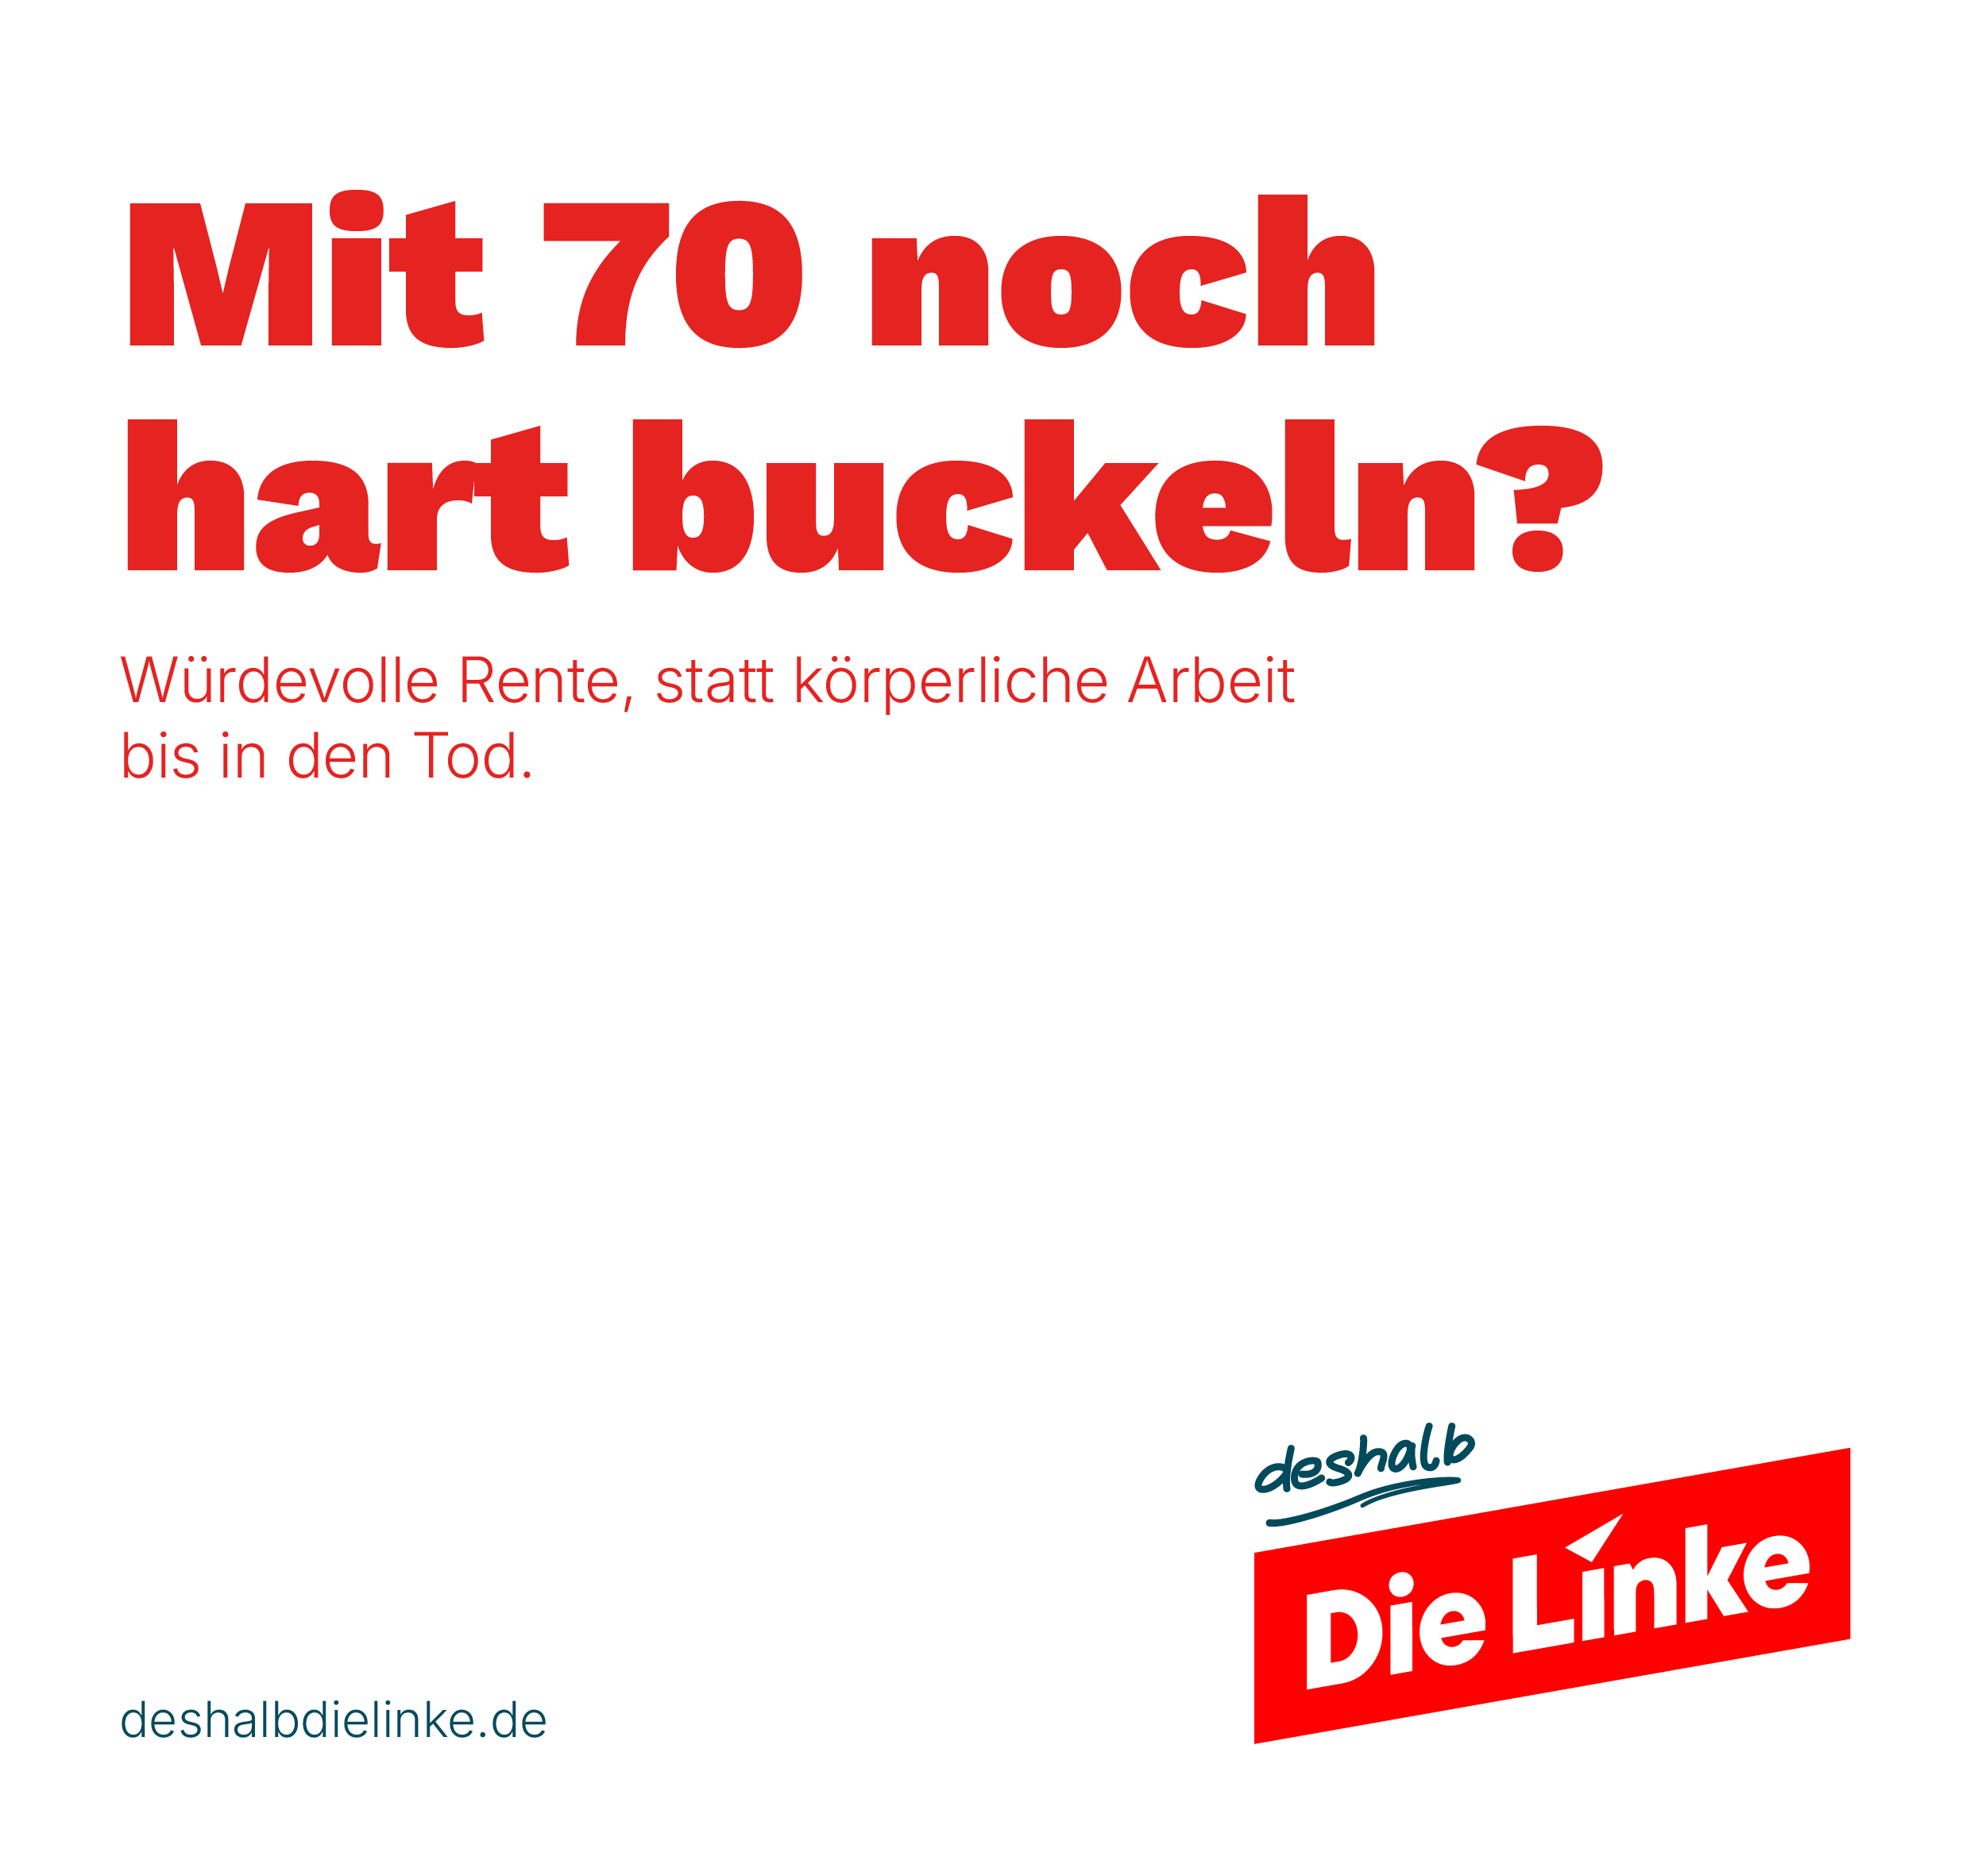 Mit 70 noch
hart buckeln?
Würdevolle Rente, statt körperliche Arbeit
bis in den Tod.
deshalb
Die Linke
deshalbdielinke.de